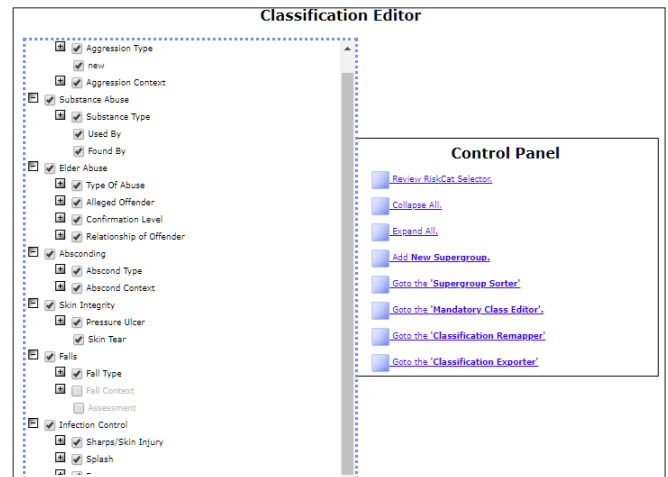 Classification Editor
Aggression Type
new
Aggression Context
Substance Abuse
Substance Type
Used By
Found By
Elder Abuse
Type Of Abuse
Alleged Offender
Confirmation Level
Relationship of Offender
Absconding
Abscond Type
Abscond Context
Skin Integrity
Pressure Ulcer
Skin Tear
Falls
Fall Type
Fall Context
Assessment
Infection Control
Sharps/Skin Injury
Splash
Control Panel
Review RiskCat Selector.
Collapse All.
Expand All.
Add New Supergroup.
Goto the 'Supergroup Sorter'
Goto the 'Mandatory Class Editor'.
Goto the 'Classification Remapper'
Goto the 'Classification Exporter'